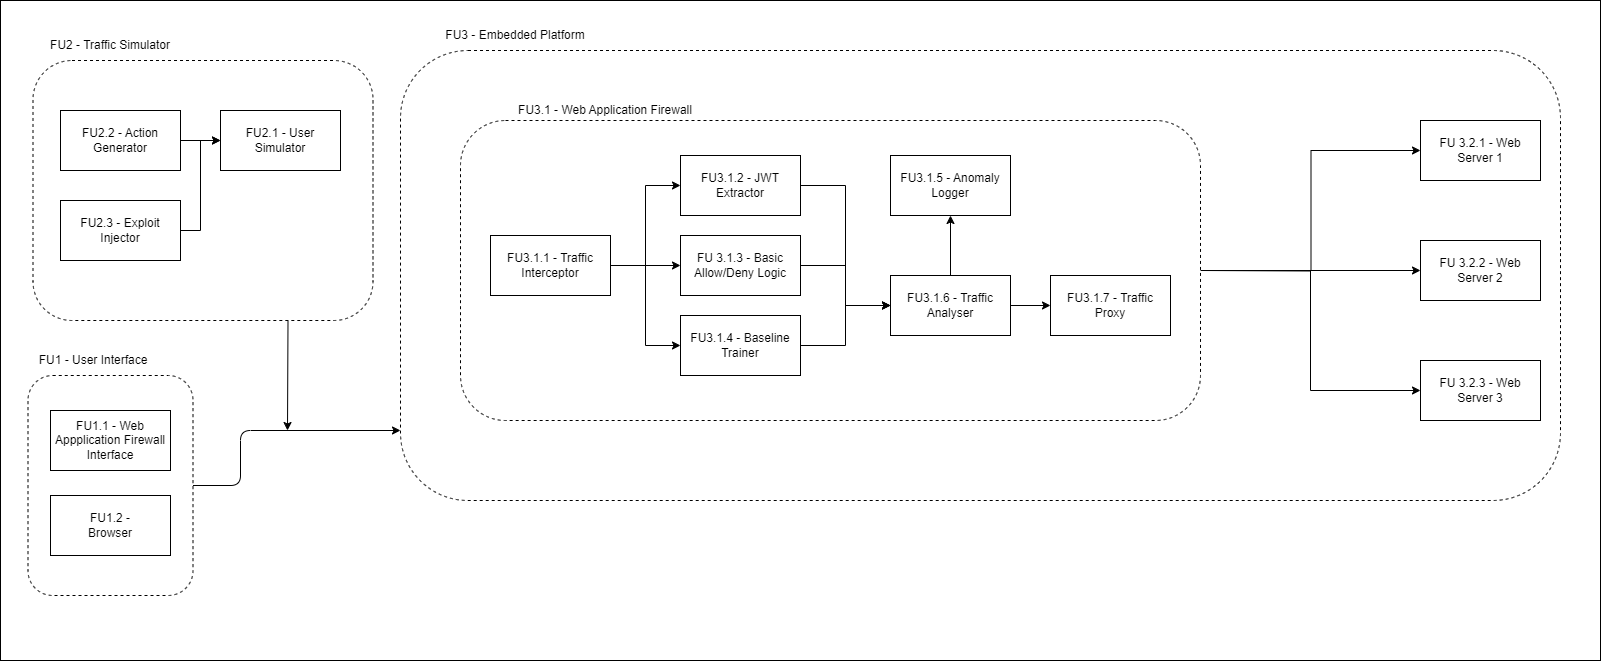 FU2 - Traffic Simulator
FU2.2 - Action
Generator
FU2.1 - User
Simulator
FU2.3 - Exploit
Injector
FU1 - User Interface
FU1.1 - Web
Appplication Firewall
Interface
FU1.2 -
Browser
FU3 - Embedded Platform
FU3.1 - Web Application Firewall
FU3.1.1 - Traffic
Interceptor
FU3.1.2 - JWT
Extractor
FU 3.1.3 - Basic
Allow/Deny Logic
FU3.1.4 - Baseline
Trainer
FU3.1.5 - Anomaly
Logger
FU3.1.6 - Traffic
Analyser
FU3.1.7 - Traffic
Proxy
FU 3.2.1 - Web
Server 1
FU 3.2.2 - Web
Server 2
FU 3.2.3 - Web
Server 3